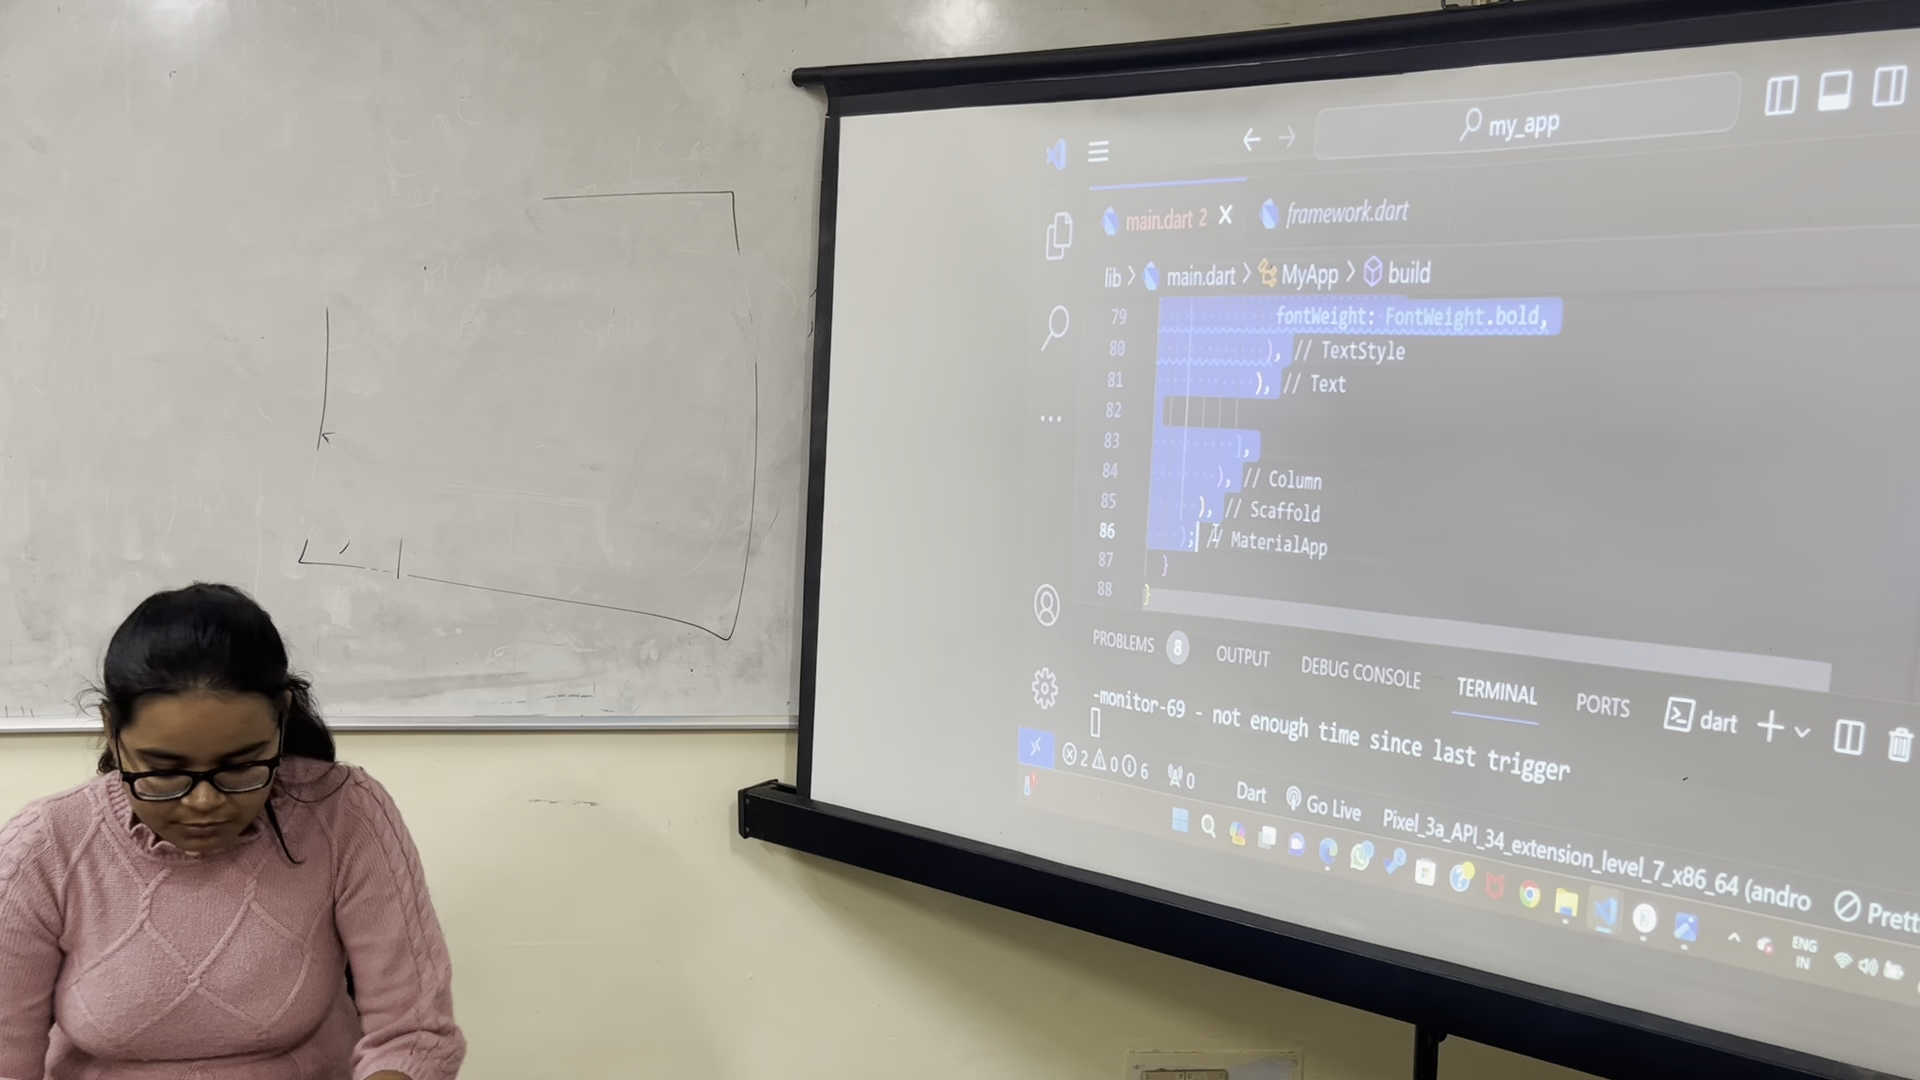 my_app
main.dart 2
framework.dart
lib > main.dart > MyApp > build
79 fontWeight: FontWeight.bold,
80 ), // TextStyle
81 ), // Text
82
83 ],
84 ), // Column
85 ), // Scaffold
86 ); // MaterialApp
87 }
88 }
PROBLEMS 8 OUTPUT DEBUG CONSOLE TERMINAL PORTS dart
-monitor-69 - not enough time since last trigger
2 0 6 0 Dart Go Live Pixel_3a_API_34_extension_level_7_x86_64 (andro Prett
ENG
IN